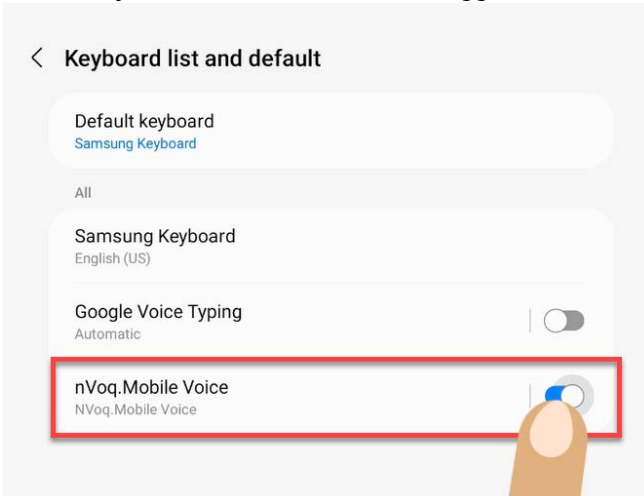 Keyboard list and default
Default keyboard
Samsung Keyboard
All
Samsung Keyboard
English (US)
Google Voice Typing
Automatic
nVoq.Mobile Voice
NVoq.Mobile Voice